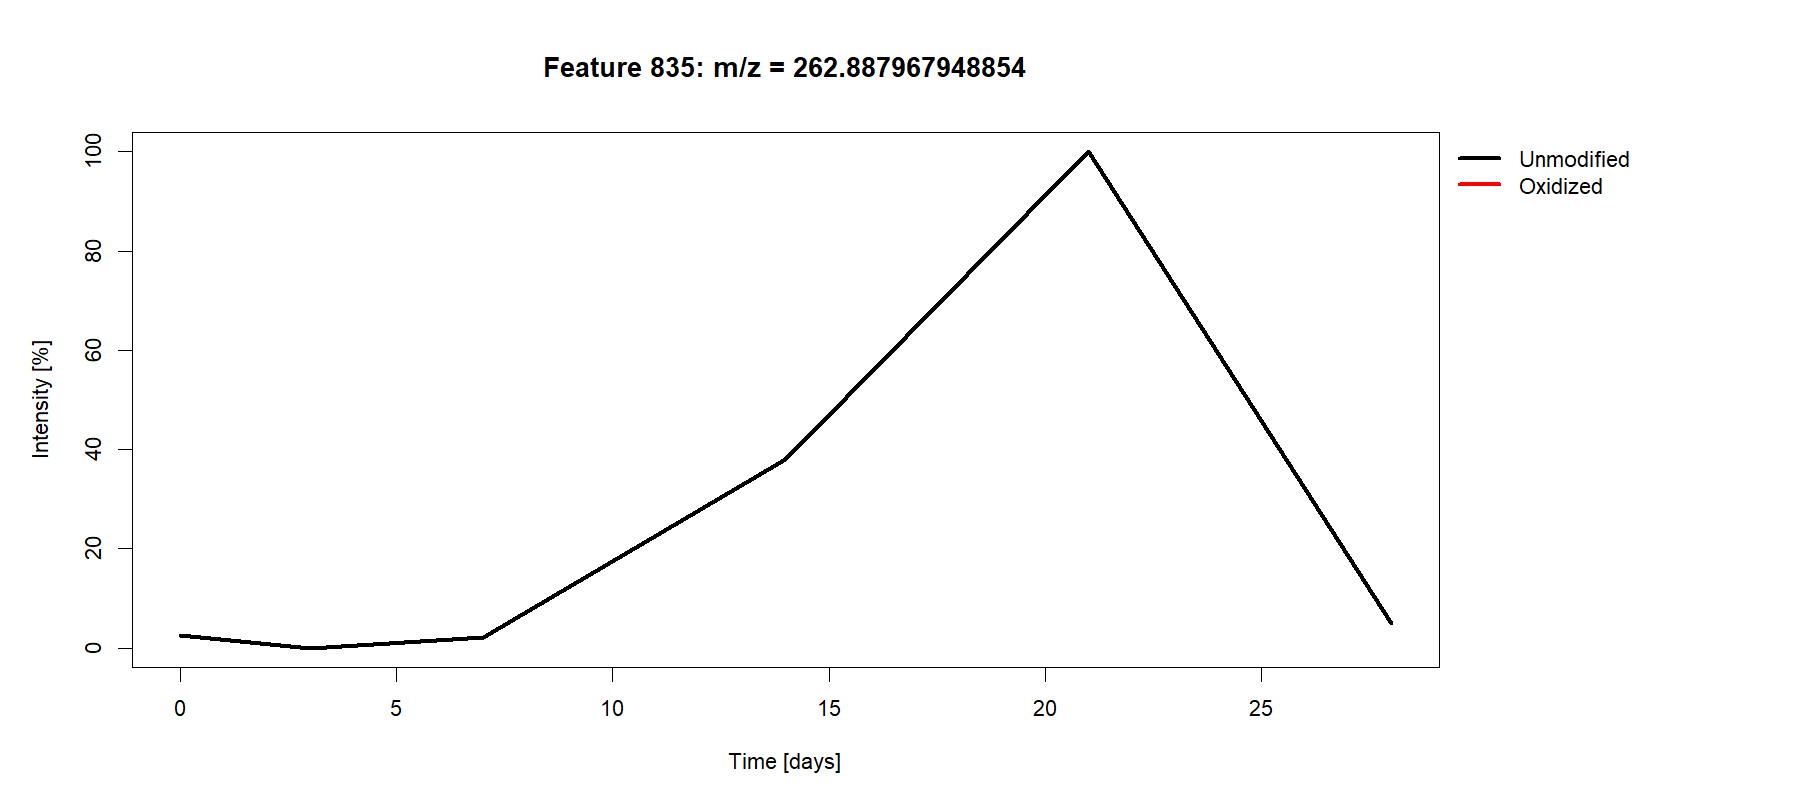 Feature 835: m/z = 262.887967948854
100
80
60
40
20
0
Intensity [%]
0 5 10 15 20 25
Time [days]
Unmodified
Oxidized